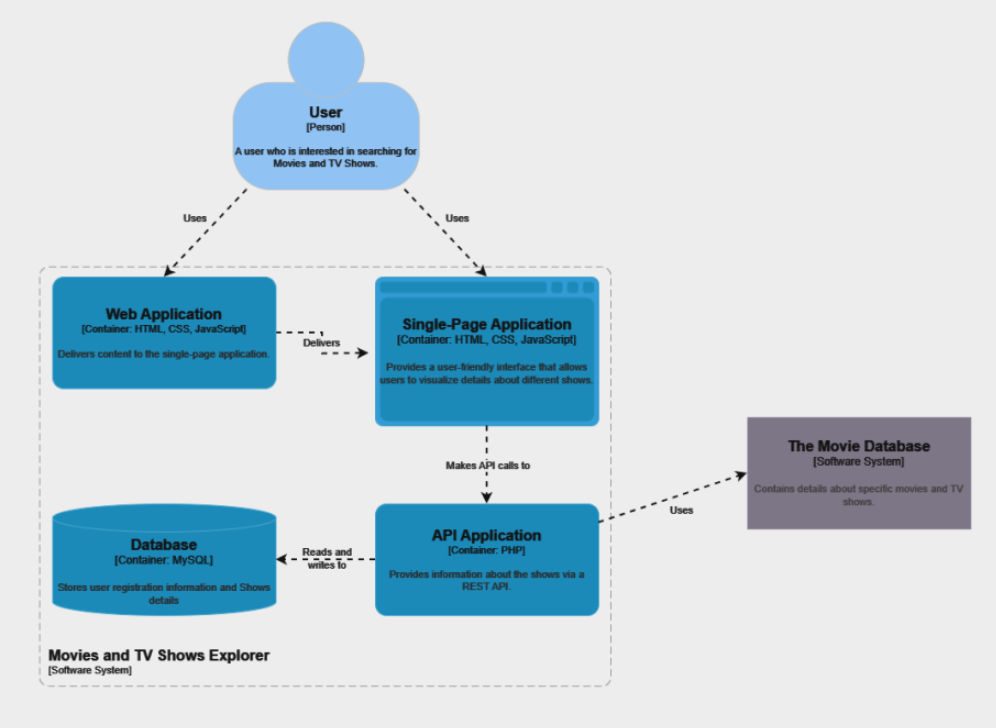 User
[Person]
A user who is interested in searching for
Movies and TV Shows.
Uses
Uses
Web Application
[Container: HTML, CSS, JavaScript]
Delivers content to the single-page application.
Delivers
Single-Page Application
[Container: HTML, CSS, JavaScript]
Provides a user-friendly interface that allows
users to visualize details about different shows.
Makes API calls to
The Movie Database
[Software System]
Contains details about specific movies and TV
shows.
Uses
Database
[Container: MySQL]
Stores user registration information and Shows
details
Reads and
writes to
API Application
[Container: PHP]
Provides information about the shows via a
REST API.
Movies and TV Shows Explorer
[Software System]